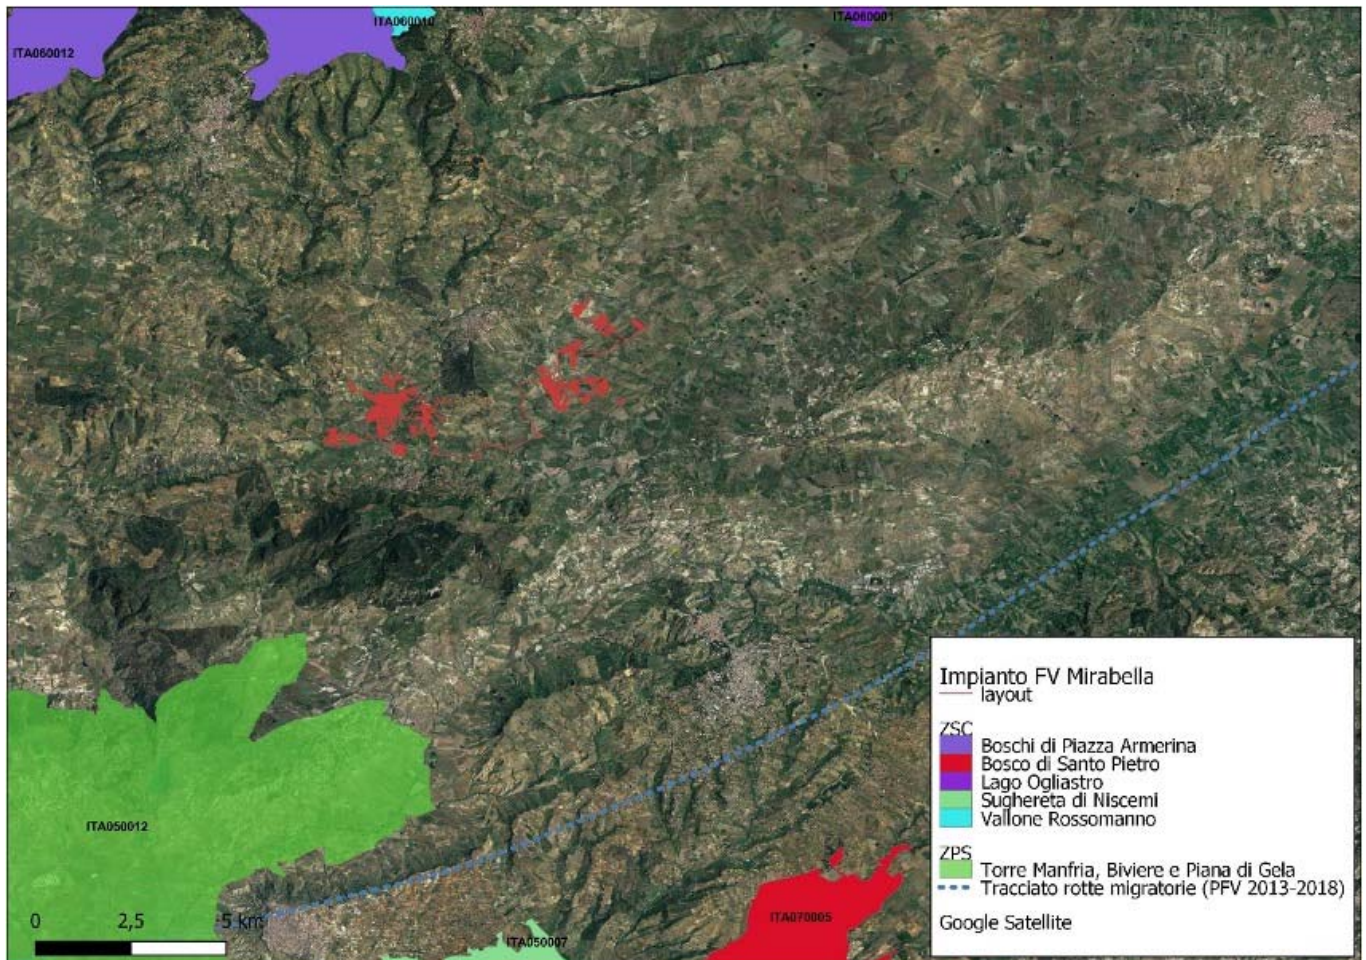 ITA060010
ITA060001
ITA060012
Impianto FV Mirabella
layout
ZSC
Boschi di Piazza Armerina
Bosco di Santo Pietro
Lago Ogliastro
Sughereta di Niscemi
Vallone Rossomanno
ZPS
Torre Manfria, Biviere e Piana di Gela
Tracciato rotte migratorie (PFV 2013-2018)
Google Satellite
ITA050012
ITA070005
ITA050007
0 2,5 5 km